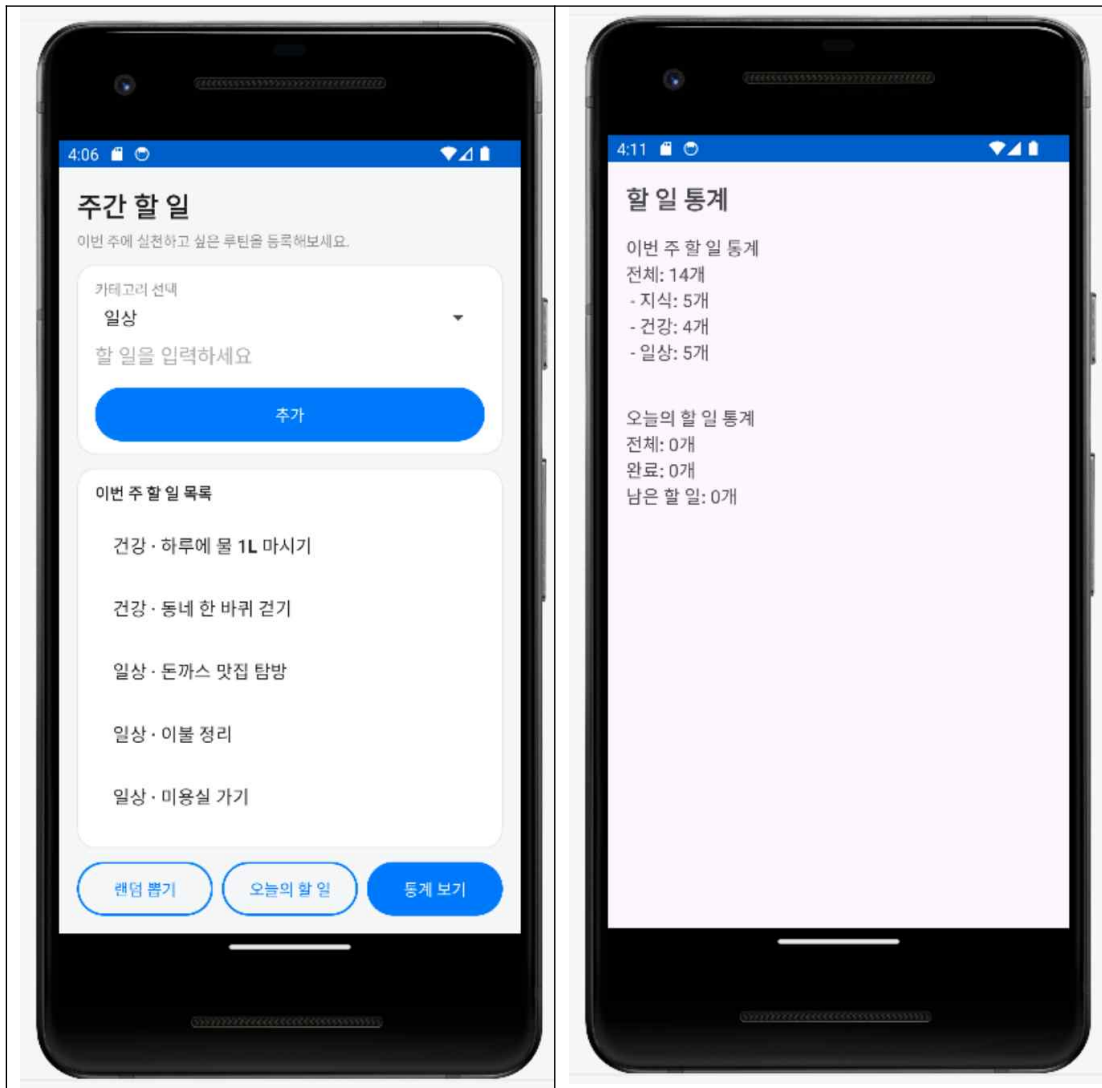 4:06
주간 할 일
이번 주에 실천하고 싶은 루틴을 등록해보세요.
카테고리 선택
일상
할 일을 입력하세요
추가
이번 주 할 일 목록
건강 · 하루에 물 1L 마시기
건강 · 동네 한 바퀴 걷기
일상 · 돈까스 맛집 탐방
일상 · 이불 정리
일상 · 미용실 가기
랜덤 뽑기
오늘의 할 일
통계 보기
4:11
할 일 통계
이번 주 할 일 통계
전체: 14개
- 지식: 5개
- 건강: 4개
- 일상: 5개
오늘의 할 일 통계
전체: 0개
완료: 0개
남은 할 일: 0개